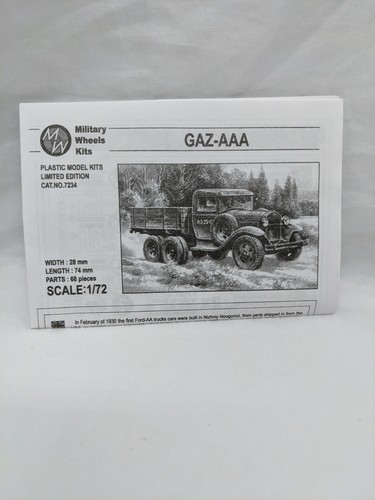 MW
Military
Wheels
Kits
GAZ-AAA
PLASTIC MODEL KITS
LIMITED EDITION
CAT.NO.7234
WIDTH : 28 mm
LENGTH : 74 mm
PARTS : 68 pieces
SCALE:1/72
In February of 1930 the first Ford-AA trucks cars were built in Nizhniy Novgorod, from parts shipped in from the